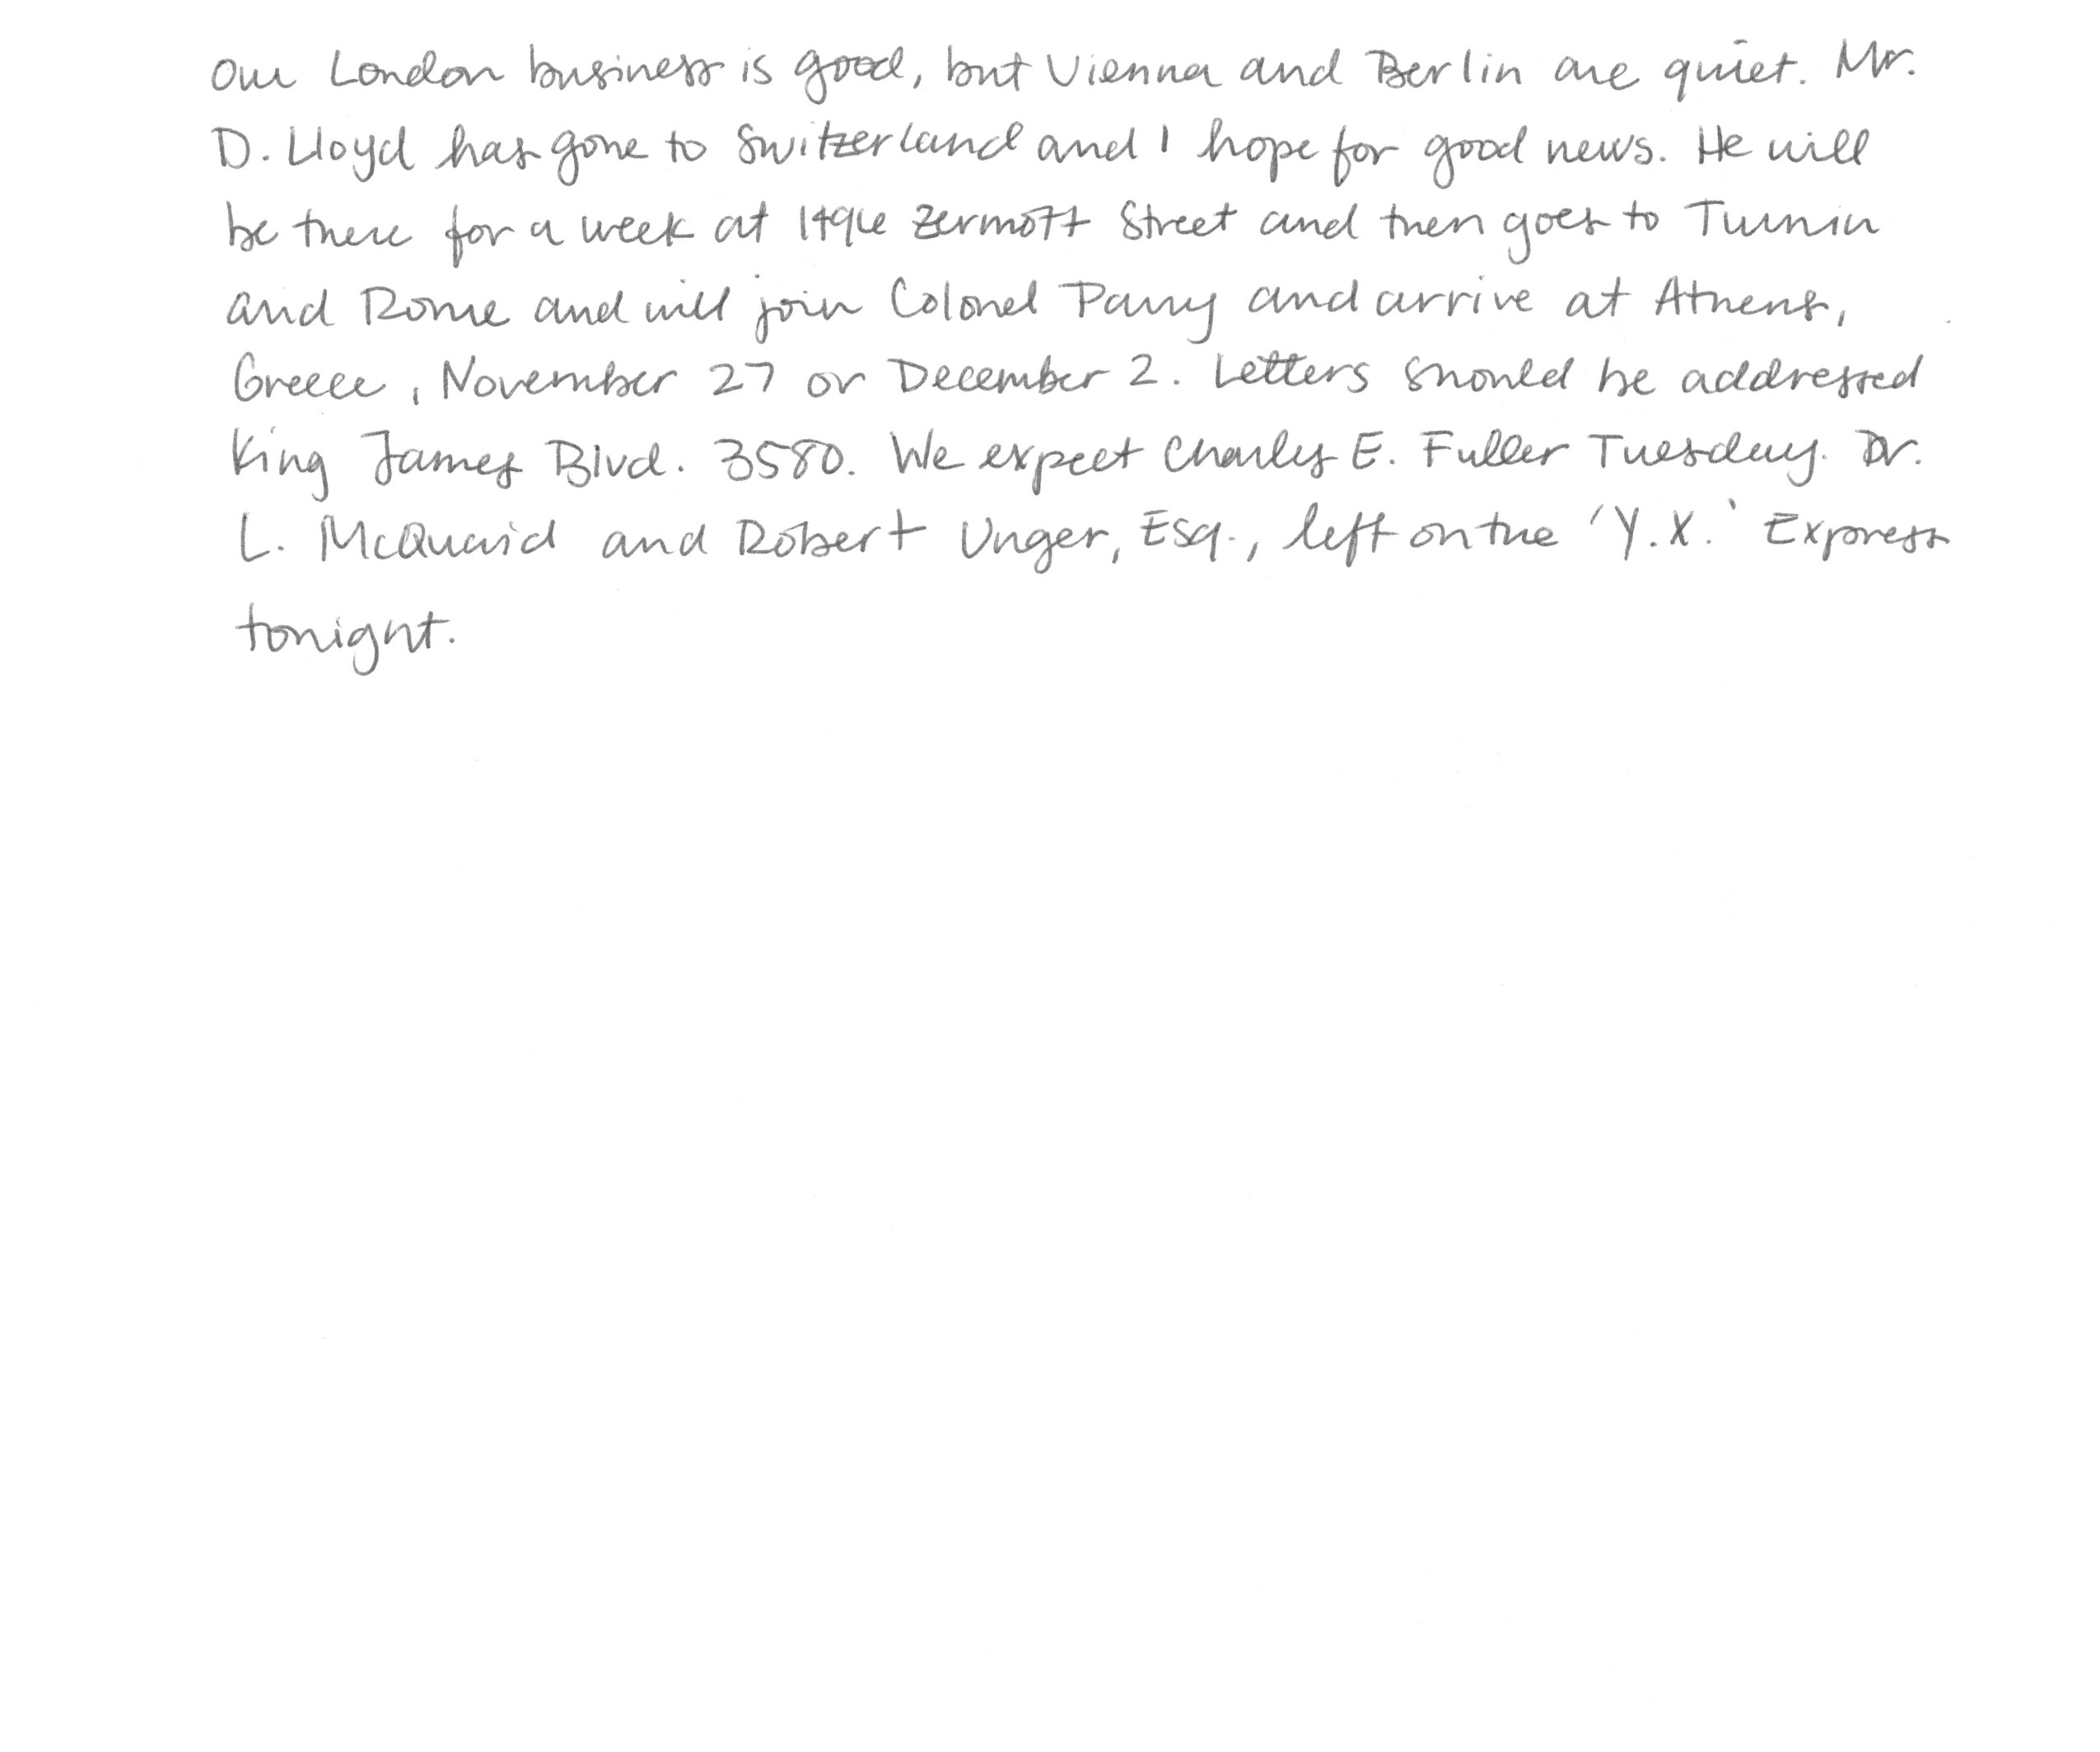 Our London business is good, but Vienna and Berlin are quiet. Mr.
D. Lloyd has gone to Switzerland and I hope for good news. He will
be there for a week at 1496 Zermott Street and then goes to Turin
and Rome and will join Colonel Parry and arrive at Athens,
Greece, November 27 or December 2. Letters should be addressed
King James Blvd. 3580. We expect Charles E. Fuller Tuesday. Dr.
L. McQuaid and Robert Unger, Esq., left on the 'Y.X.' Express
tonight.